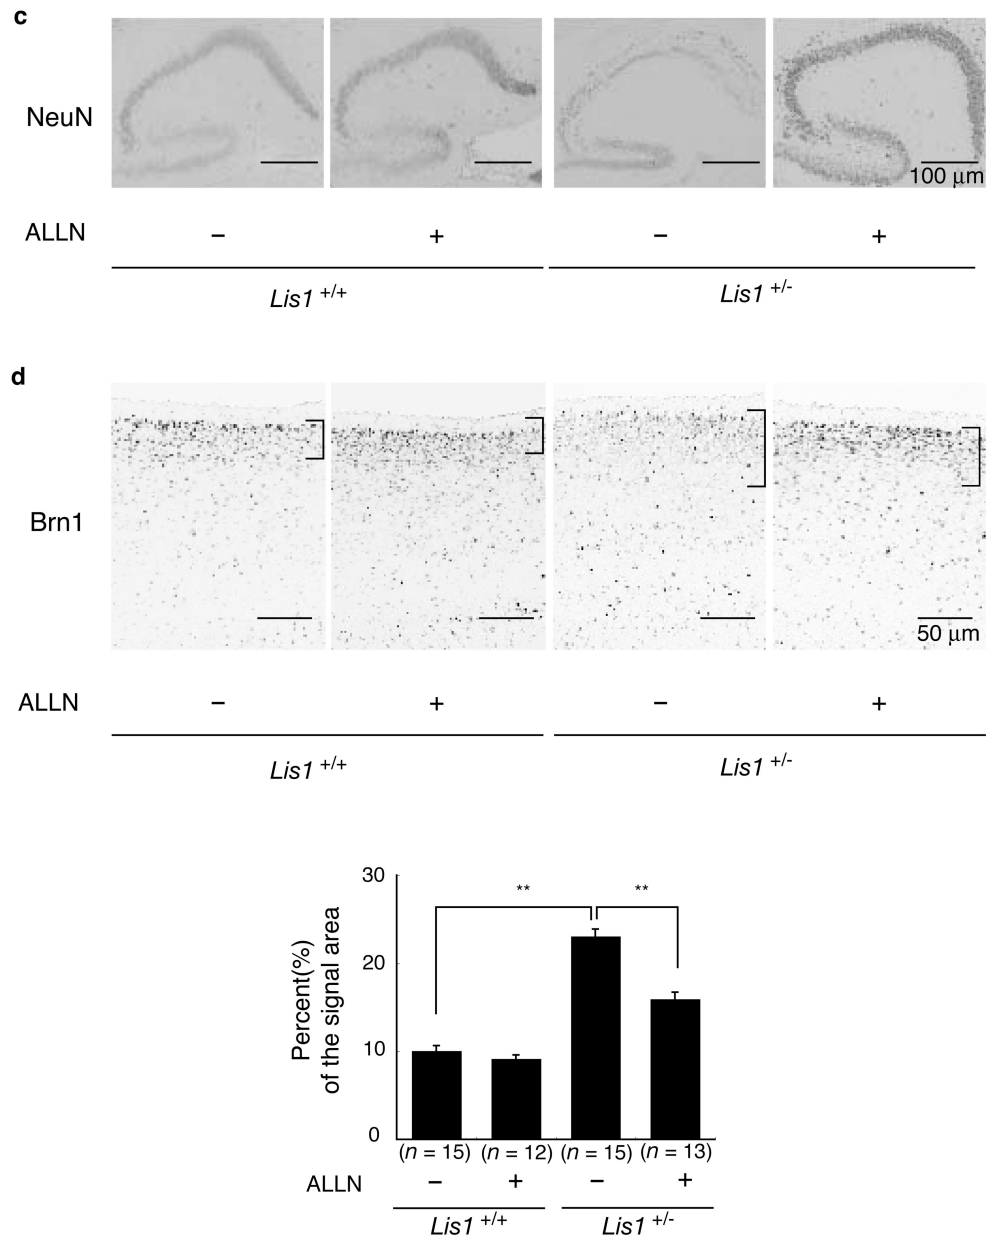 c
NeuN
100 μm
ALLN − + − +
Lis1 +/+ Lis1 +/-
d
Brn1
50 μm
ALLN − + − +
Lis1 +/+ Lis1 +/-
30
** **
20
10
0
Percent(%)
of the signal area
(n = 15) (n = 12) (n = 15) (n = 13)
ALLN − + − +
Lis1 +/+ Lis1 +/-